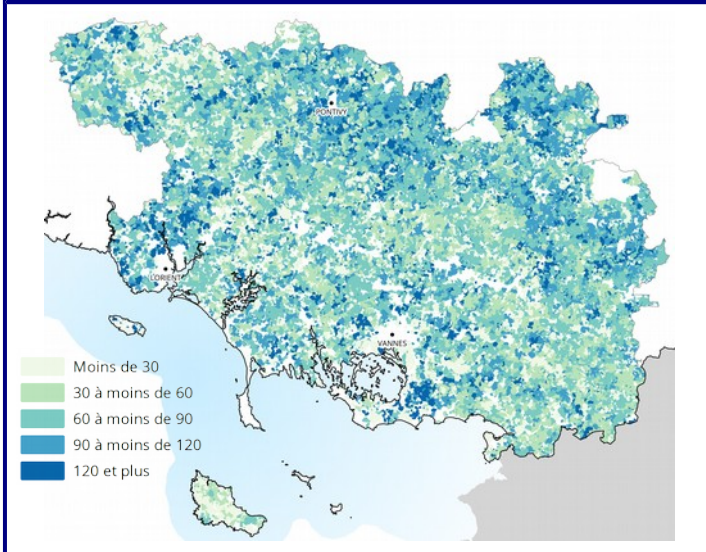 PONTIVY
LORIENT
VANNES
Moins de 30
30 à moins de 60
60 à moins de 90
90 à moins de 120
120 et plus